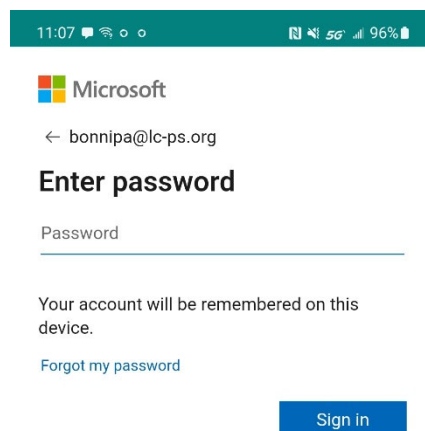 11:07 5G 96%
Microsoft
← bonnipa@lc-ps.org
Enter password
Password
Your account will be remembered on this
device.
Forgot my password
Sign in